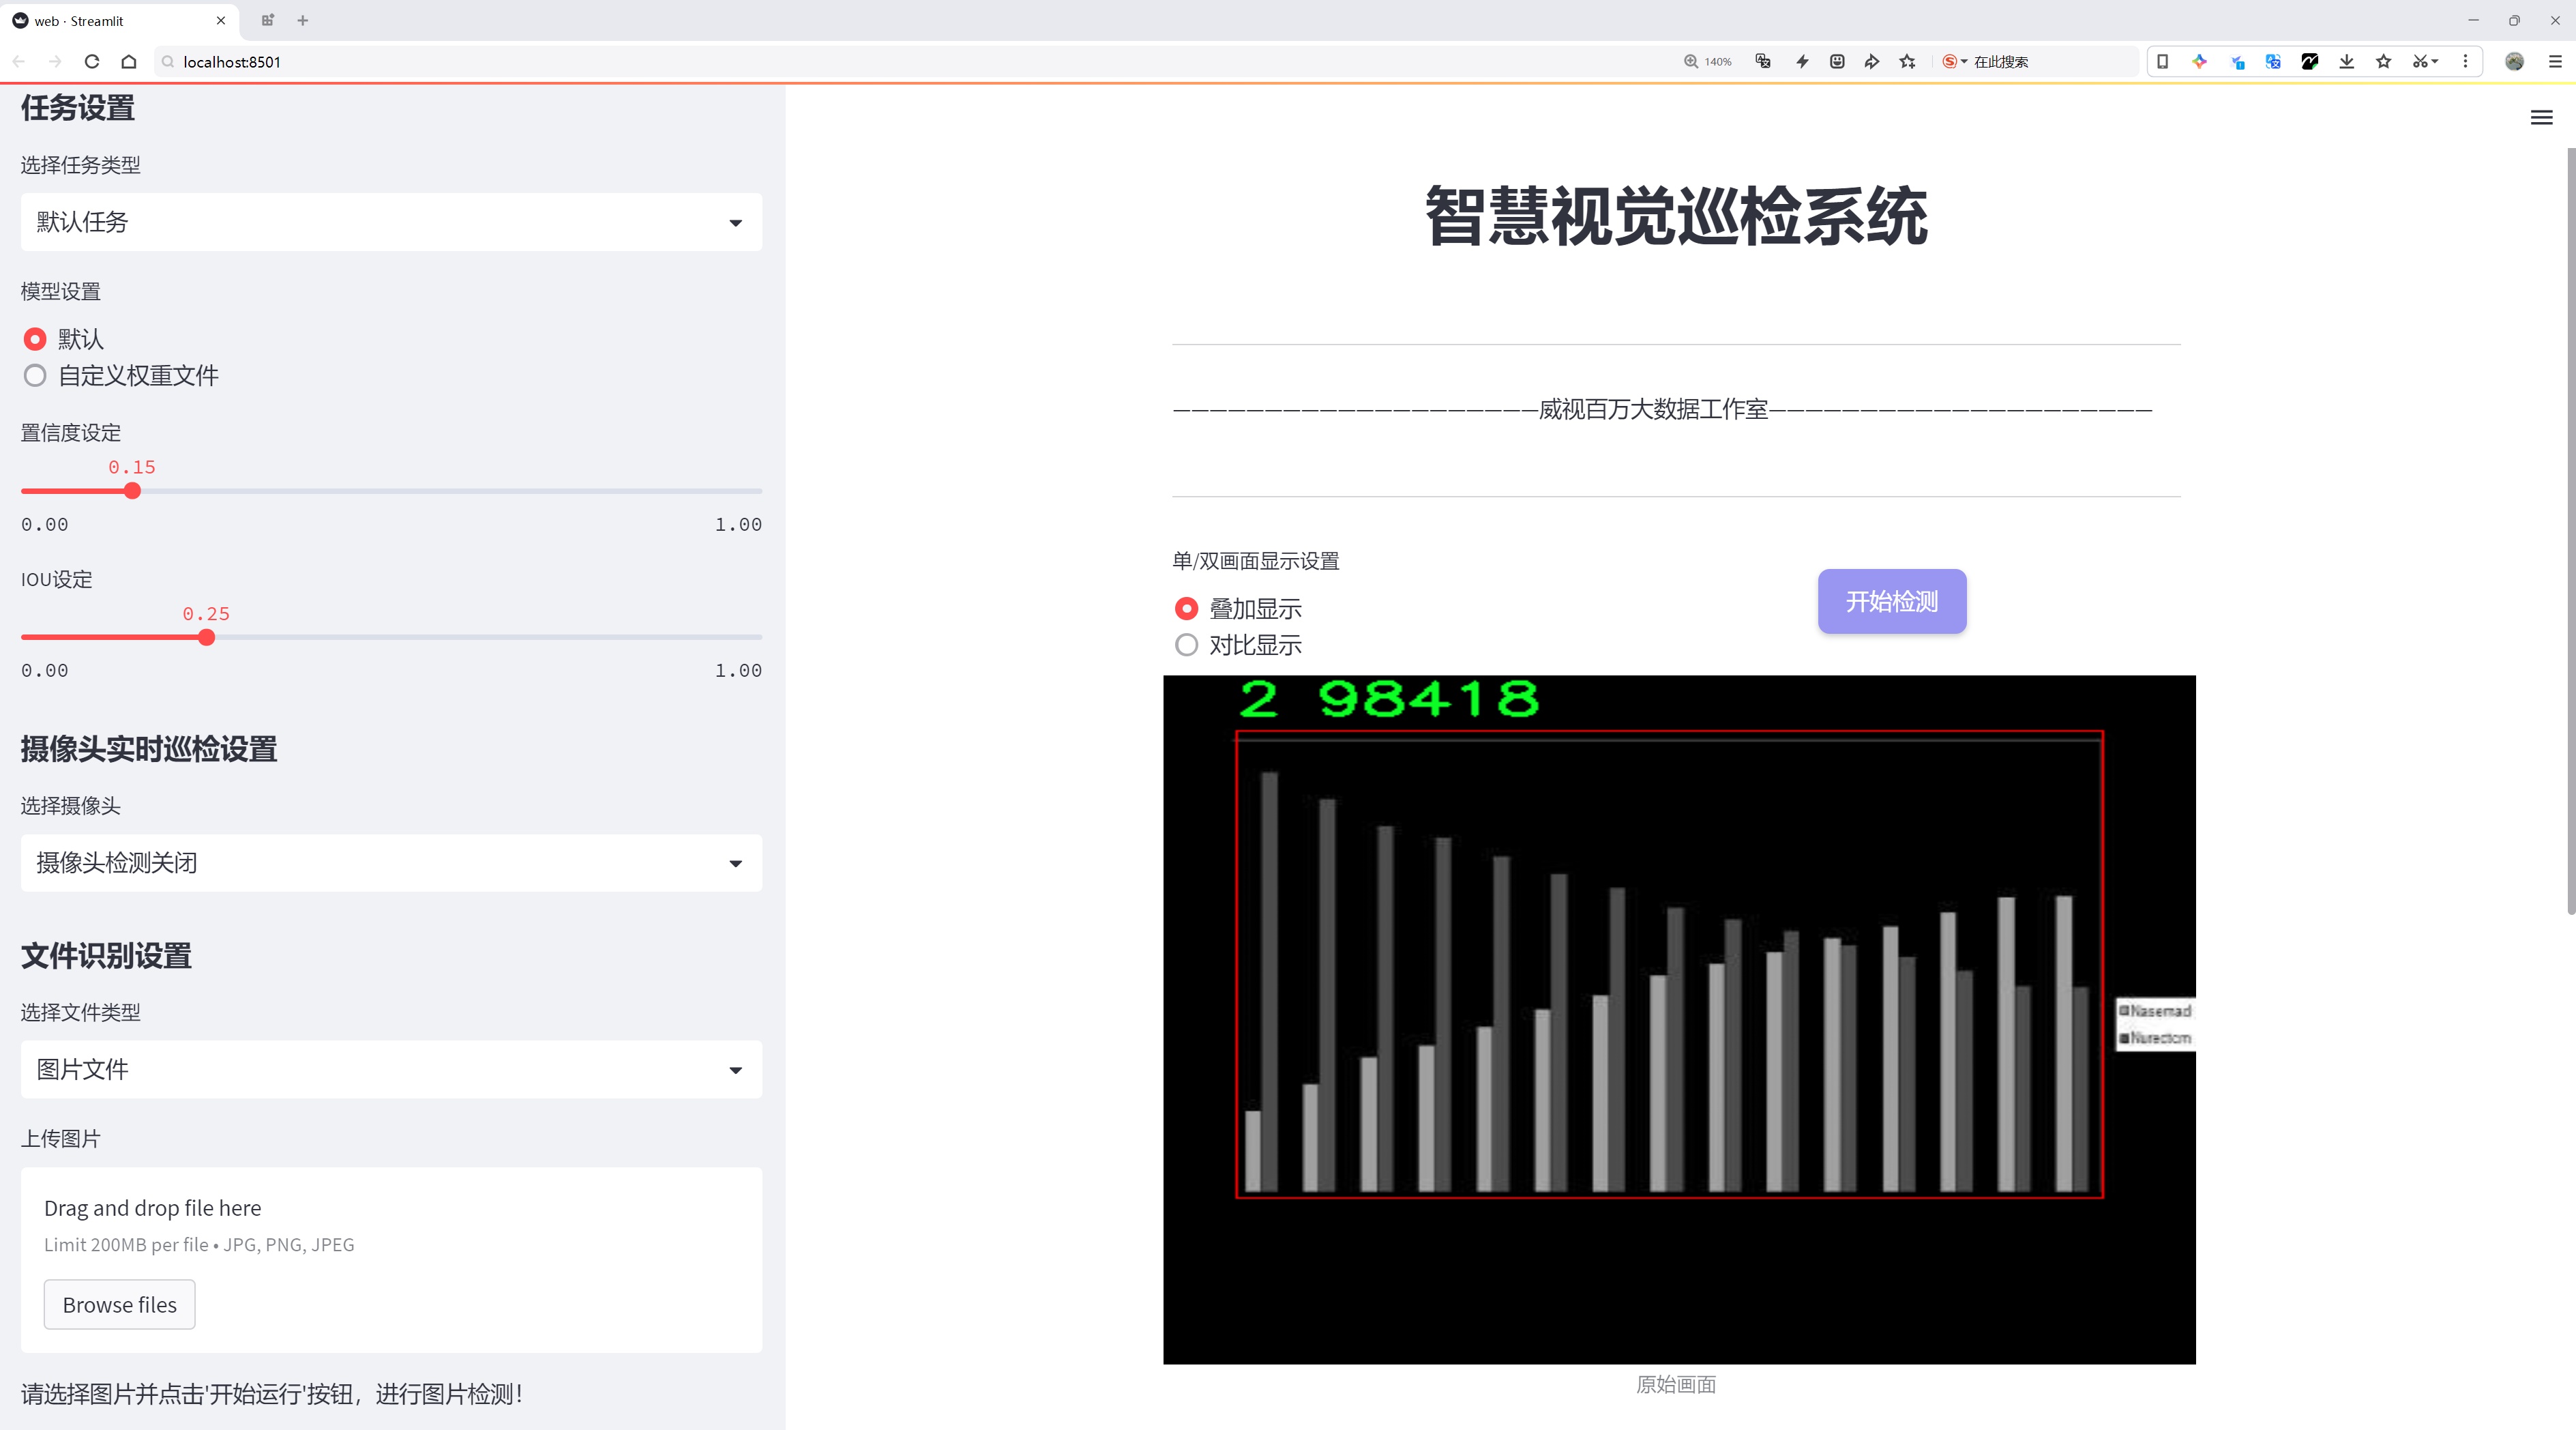 web · Streamlit
localhost:8501
140%
在此搜索
任务设置
选择任务类型
默认任务
模型设置
默认
自定义权重文件
置信度设定
0.15
0.00 1.00
IOU设定
0.25
0.00 1.00
摄像头实时巡检设置
选择摄像头
摄像头检测关闭
文件识别设置
选择文件类型
图片文件
上传图片
Drag and drop file here
Limit 200MB per file • JPG, PNG, JPEG
Browse files
请选择图片并点击'开始运行'按钮，进行图片检测！
智慧视觉巡检系统
————————————————————威视百万大数据工作室—————————————————————
单/双画面显示设置
叠加显示
对比显示
开始检测
2 98418
原始画面